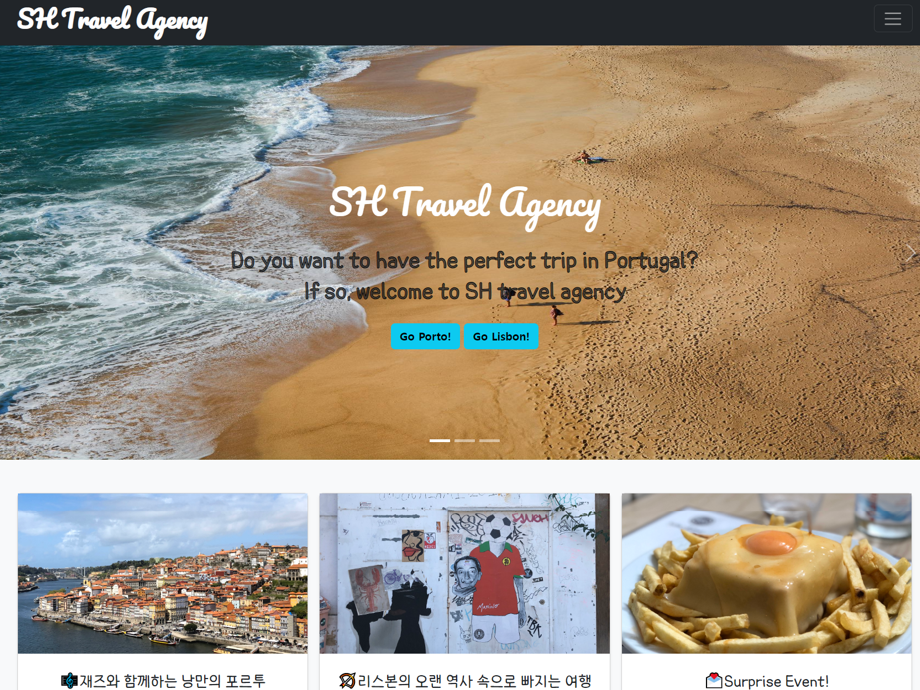 SH Travel Agency
SH Travel Agency
Do you want to have the perfect trip in Portugal?
If so, welcome to SH travel agency
Go Porto! Go Lisbon!
재즈와 함께하는 낭만의 포르투
리스본의 오랜 역사 속으로 빠지는 여행
Surprise Event!